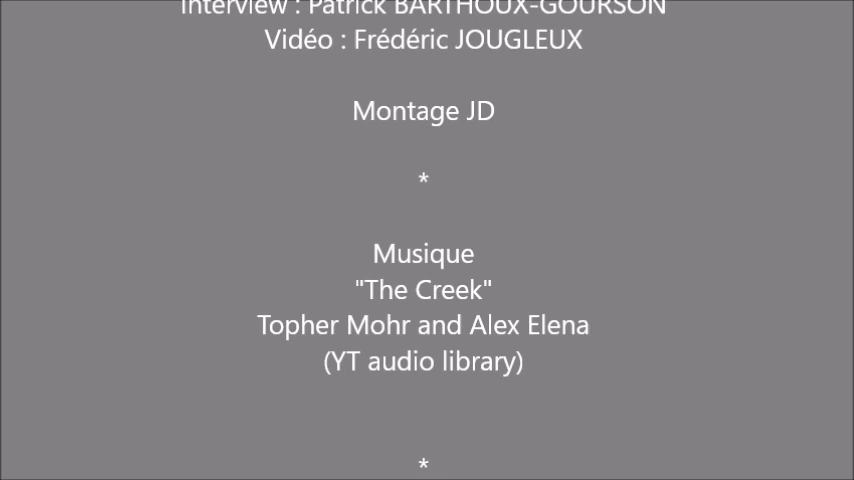 Interview : Patrick BARTHOUX-GOURSON
Vidéo : Frédéric JOUGLEUX
Montage JD
*
Musique
"The Creek"
Topher Mohr and Alex Elena
(YT audio library)
*